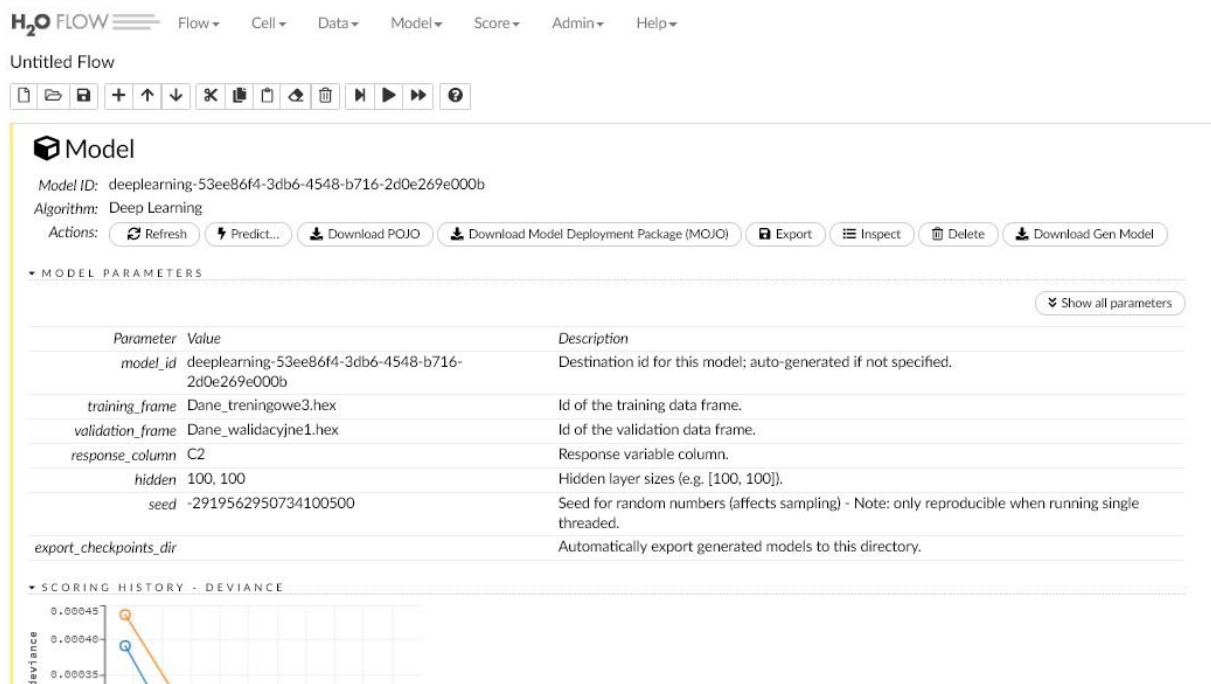 H2O FLOW Flow Cell Data Model Score Admin Help
Untitled Flow
Model
Model ID: deeplearning-53ee86f4-3db6-4548-b716-2d0e269e000b
Algorithm: Deep Learning
Actions: Refresh Predict... Download POJO Download Model Deployment Package (MOJO) Export Inspect Delete Download Gen Model
MODEL PARAMETERS
Show all parameters
Parameter Value Description
model_id deeplearning-53ee86f4-3db6-4548-b716- Destination id for this model; auto-generated if not specified.
2d0e269e000b
training_frame Dane_treningowe3.hex Id of the training data frame.
validation_frame Dane_walidacyjne1.hex Id of the validation data frame.
response_column C2 Response variable column.
hidden 100, 100 Hidden layer sizes (e.g. [100, 100]).
seed -2919562950734100500 Seed for random numbers (affects sampling) - Note: only reproducible when running single
threaded.
export_checkpoints_dir Automatically export generated models to this directory.
SCORING HISTORY - DEVIANCE
0.00045
0.00040
0.00035
deviance